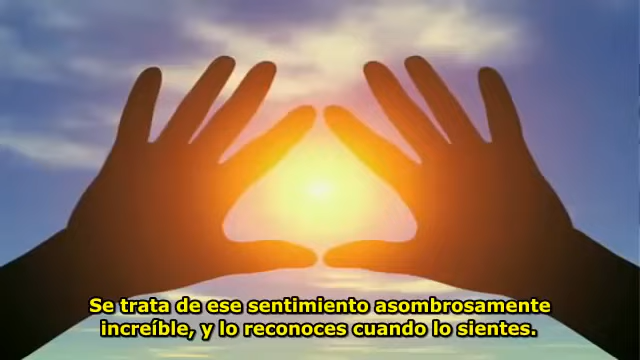 Se trata de ese sentimiento asombrosamente
increíble, y lo reconoces cuando lo sientes.